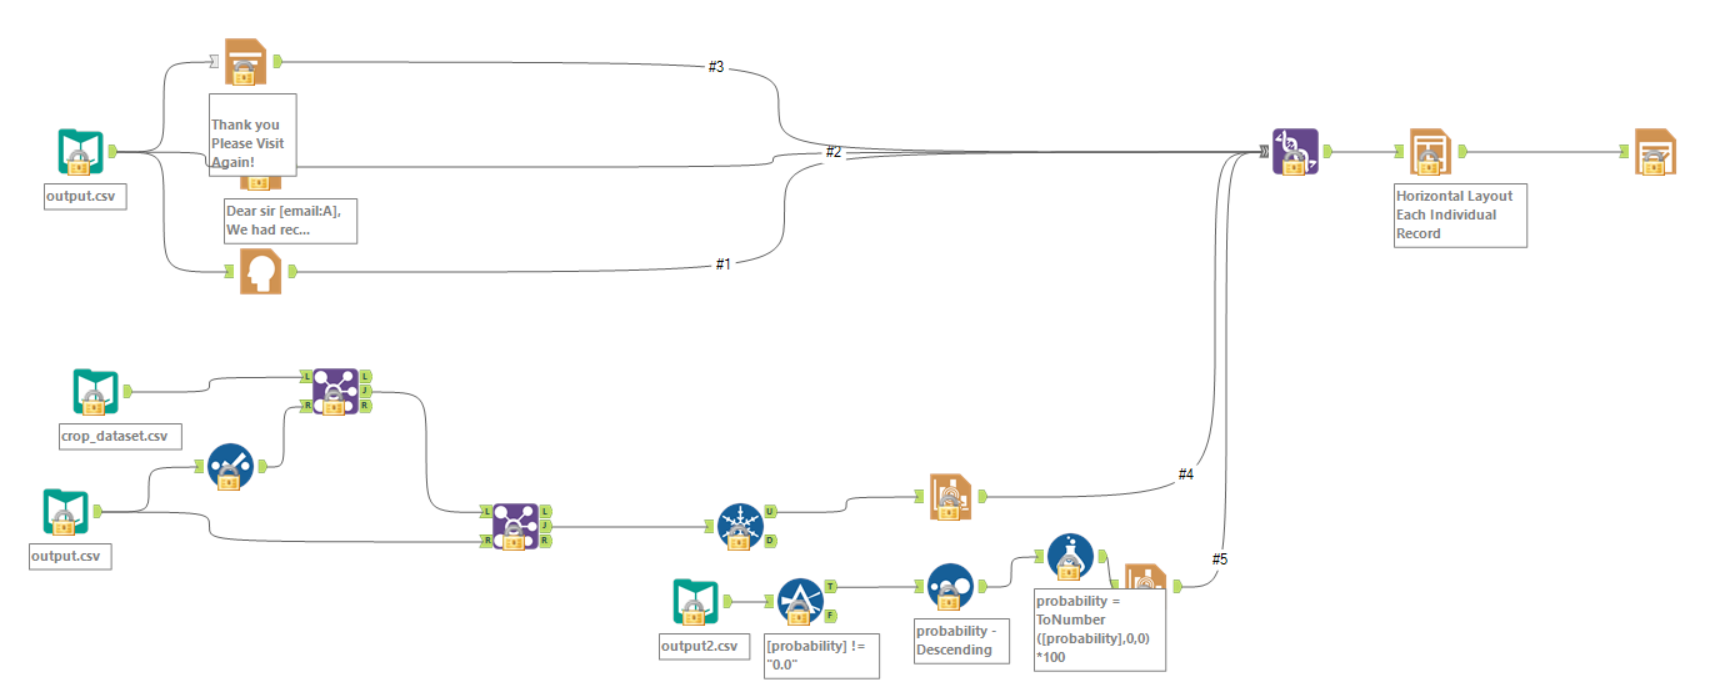 #3
Thank you
Please Visit
Again!
output.csv
#2
Dear sir [email:A],
We had rec...
#1
Horizontal Layout
Each Individual
Record
L
R
L
J
R
crop_dataset.csv
output.csv
L
R
L
J
R
U
D
#4
#5
output2.csv
T
F
[probability] !=
"0.0"
probability -
Descending
probability =
ToNumber
([probability],0,0)
*100